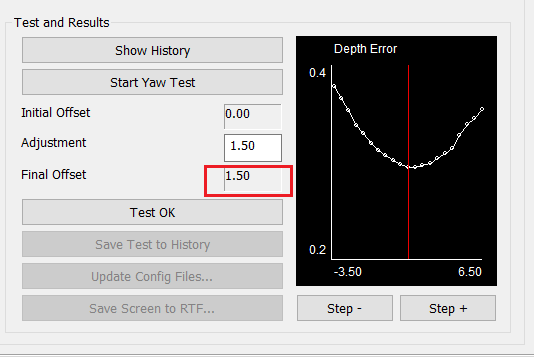 Test and Results
Show History
Start Yaw Test
Initial Offset 0.00
Adjustment 1.50
Final Offset 1.50
Test OK
Save Test to History
Update Config Files...
Save Screen to RTF...
Depth Error
0.4
0.2
-3.50 6.50
Step - Step +